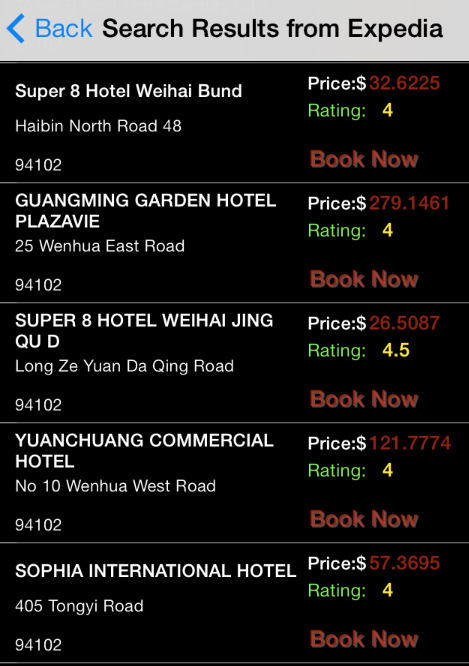 Back Search Results from Expedia
Super 8 Hotel Weihai Bund
Price:$ 32.6225
Haibin North Road 48
Rating: 4
94102
Book Now
GUANGMING GARDEN HOTEL
PLAZAVIE
Price:$ 279.1461
25 Wenhua East Road
Rating: 4
94102
Book Now
SUPER 8 HOTEL WEIHAI JING
QU D
Price:$ 26.5087
Long Ze Yuan Da Qing Road
Rating: 4.5
94102
Book Now
YUANCHUANG COMMERCIAL
HOTEL
Price:$ 121.7774
No 10 Wenhua West Road
Rating: 4
94102
Book Now
SOPHIA INTERNATIONAL HOTEL
Price:$ 57.3695
405 Tongyi Road
Rating: 4
94102
Book Now